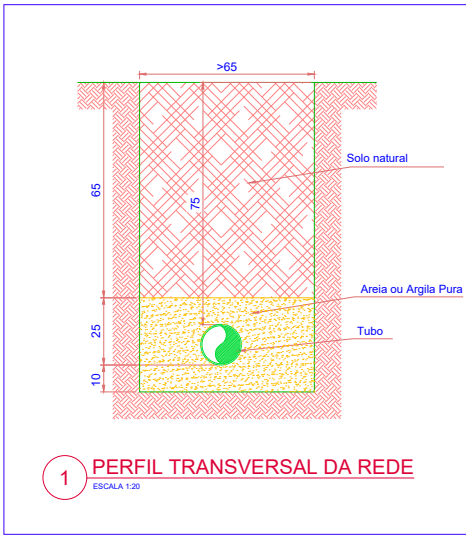 >65
65
75
Solo natural
Areia ou Argila Pura
25
Tubo
10
1
PERFIL TRANSVERSAL DA REDE
ESCALA 1:20